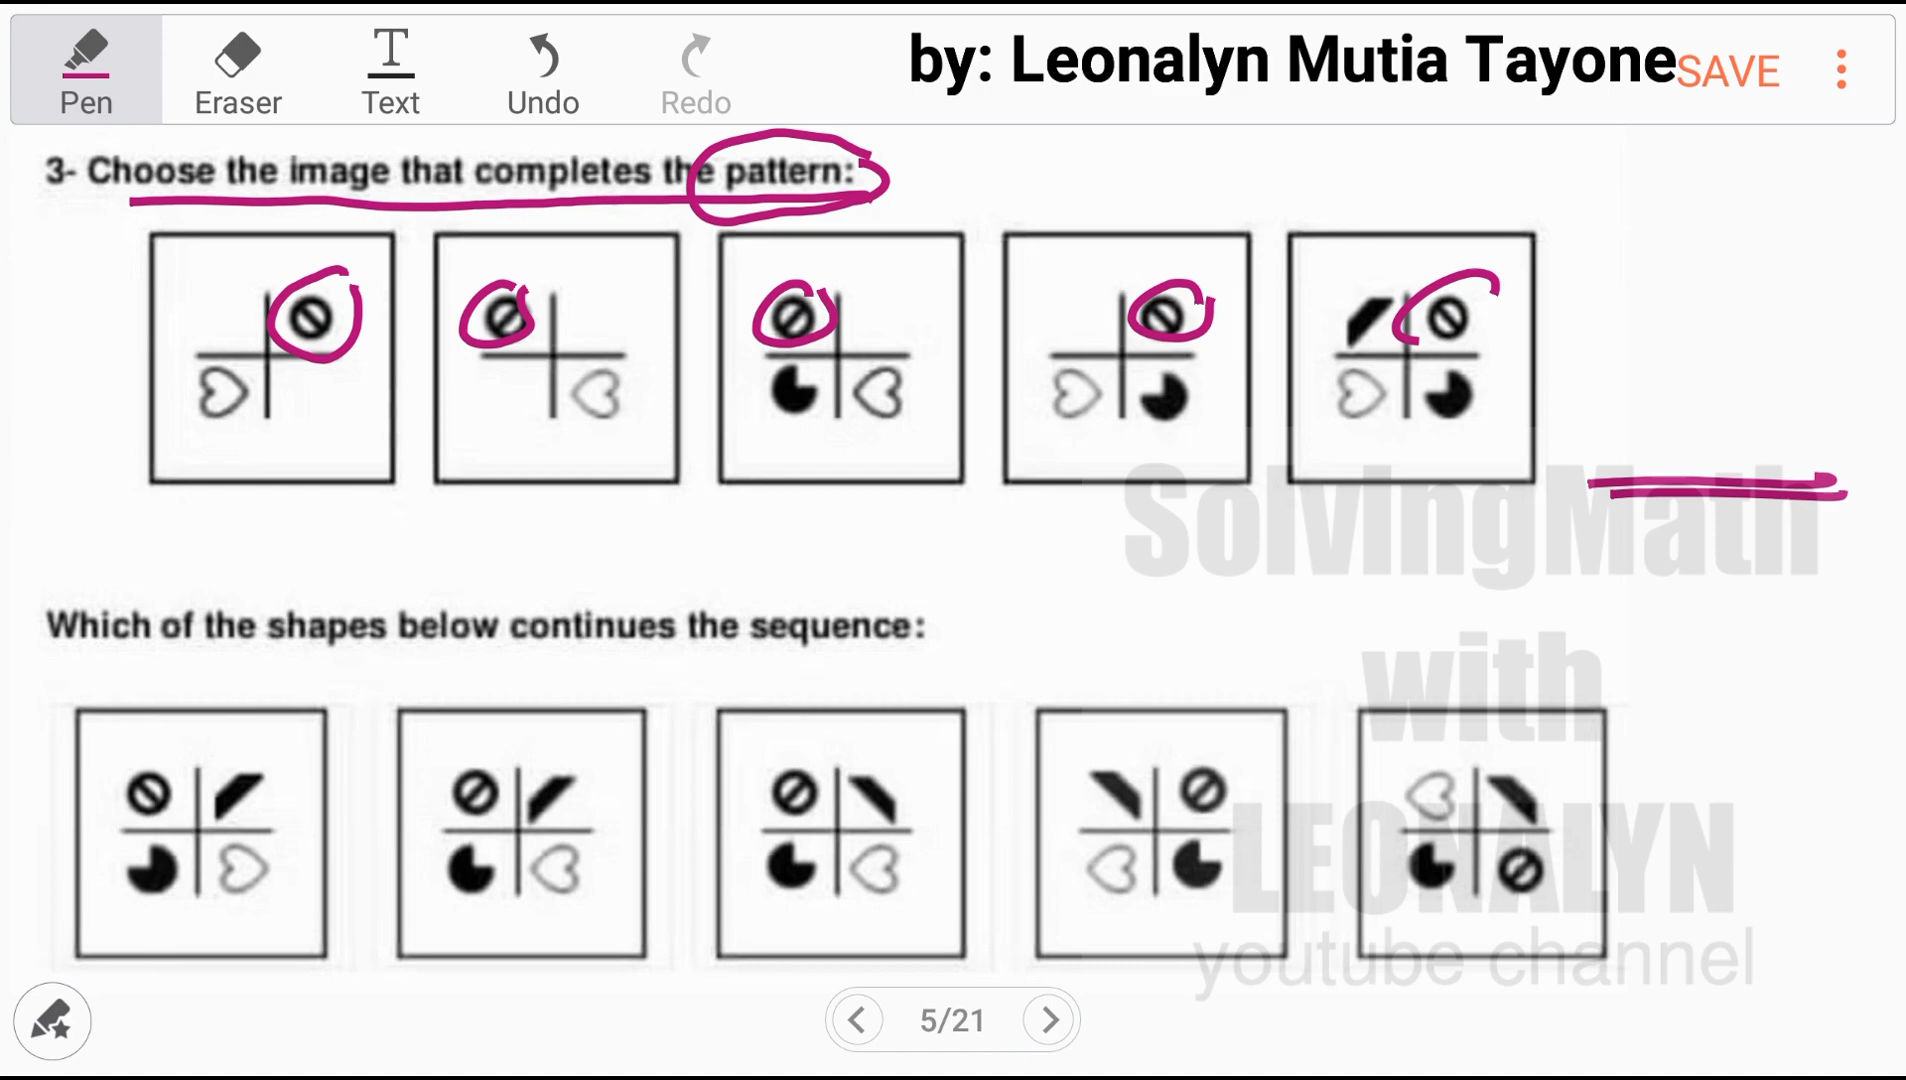 by: Leonalyn Mutia Tayone
SAVE
Pen
Eraser
Text
Undo
Redo
3- Choose the image that completes the pattern:
SolvingMath
Which of the shapes below continues the sequence:
with
LEONALYN
youtube channel
5/21